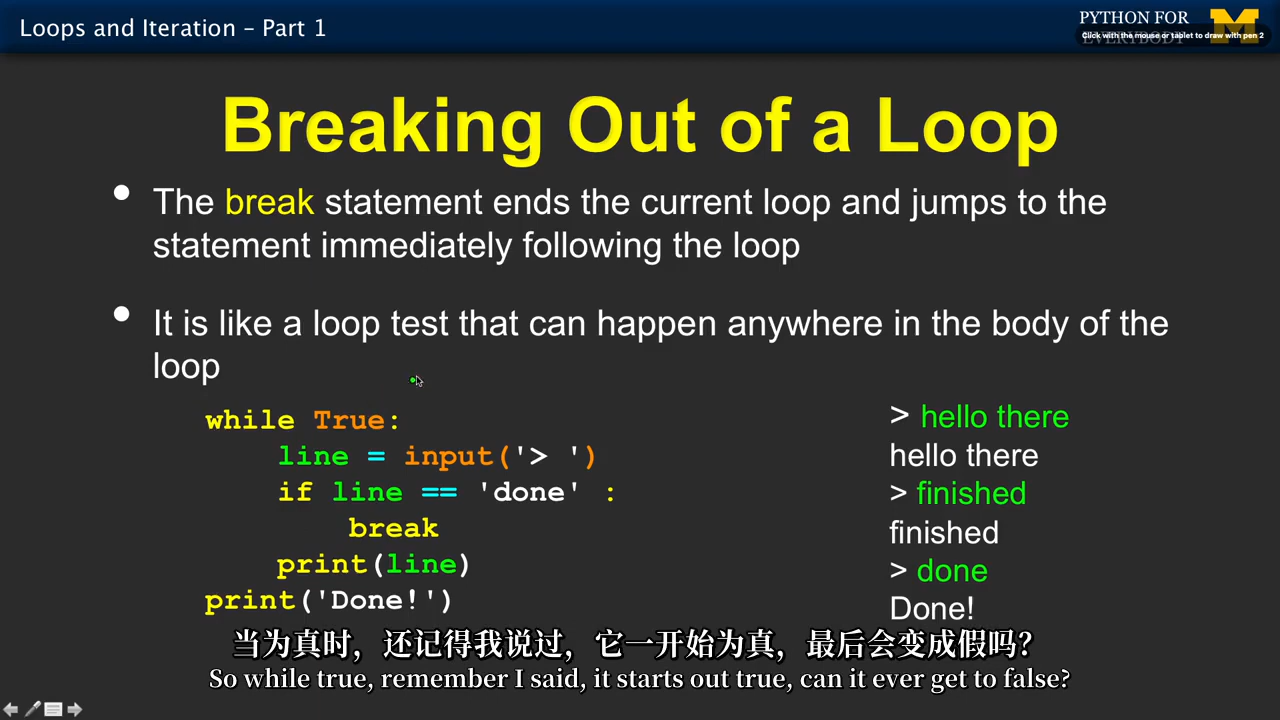 Loops and Iteration – Part 1
PYTHON FOR
EVERYBODY
Click with the mouse or tablet to draw with pen 2
Breaking Out of a Loop
• The break statement ends the current loop and jumps to the
statement immediately following the loop
• It is like a loop test that can happen anywhere in the body of the
loop
while True:
    line = input('> ')
    if line == 'done' :
        break
    print(line)
print('Done!')
> hello there
hello there
> finished
finished
> done
Done!
当为真时，还记得我说过，它一开始为真，最后会变成假吗？
So while true, remember I said, it starts out true, can it ever get to false?